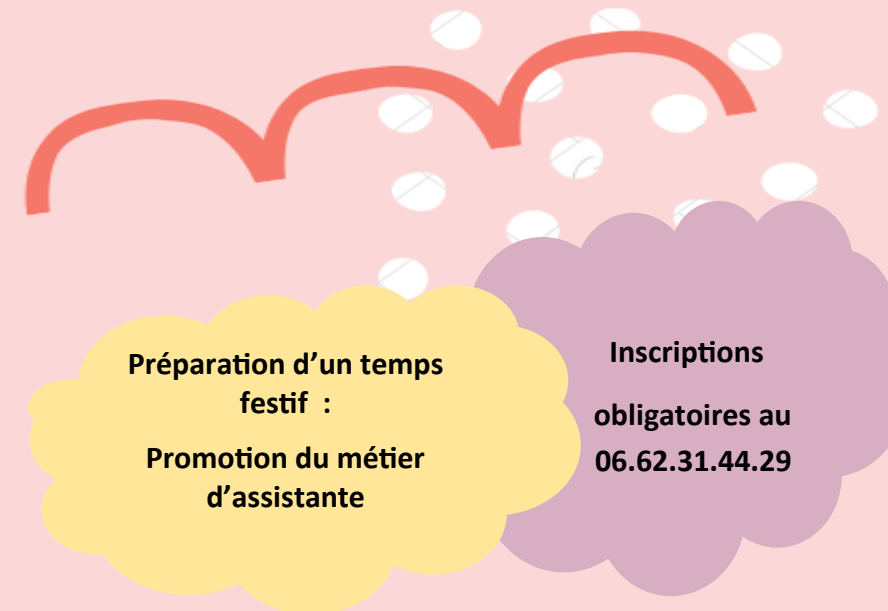 Préparation d’un temps
festif :
Promotion du métier
d’assistante
Inscriptions
obligatoires au
06.62.31.44.29